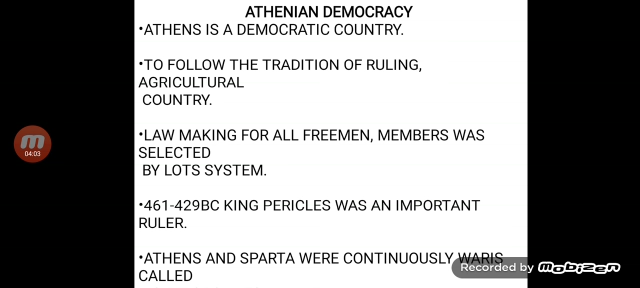 ATHENIAN DEMOCRACY
•ATHENS IS A DEMOCRATIC COUNTRY.
•TO FOLLOW THE TRADITION OF RULING,
AGRICULTURAL
COUNTRY.
•LAW MAKING FOR ALL FREEMEN, MEMBERS WAS
SELECTED
BY LOTS SYSTEM.
•461-429BC KING PERICLES WAS AN IMPORTANT
RULER.
•ATHENS AND SPARTA WERE CONTINUOUSLY WARIS
CALLED
04:03
Recorded by Mobizen